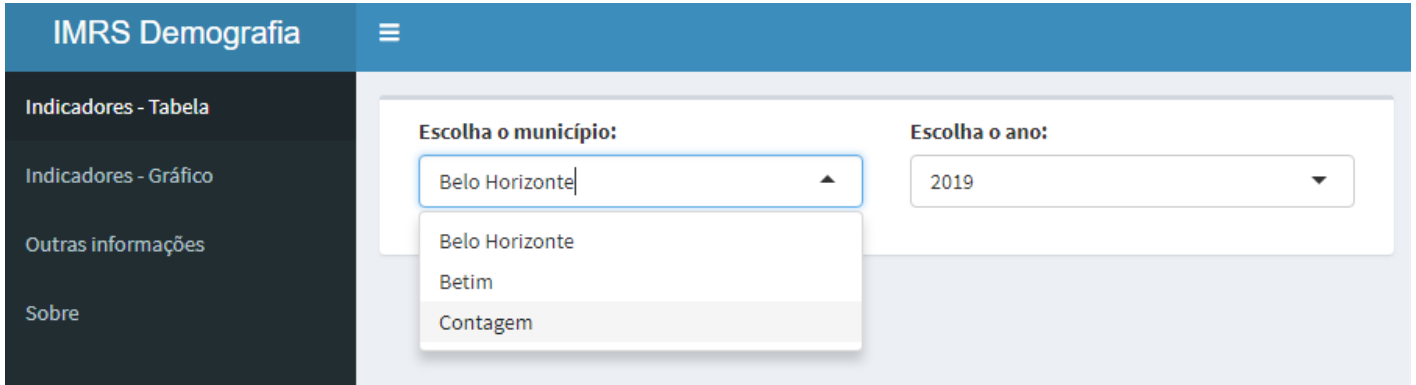 IMRS Demografia
Indicadores - Tabela
Indicadores - Gráfico
Outras informações
Sobre
Escolha o município:
Belo Horizonte
Belo Horizonte
Betim
Contagem
Escolha o ano:
2019